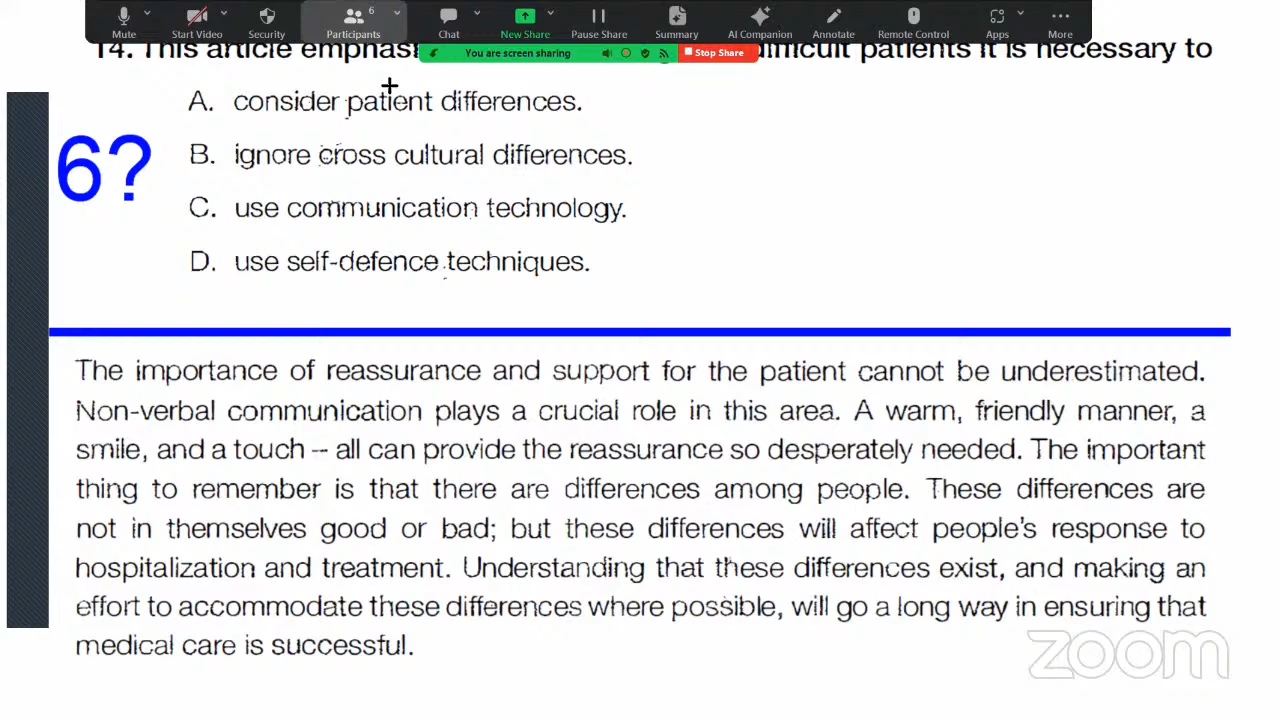 6
Mute Start Video Security Participants Chat New Share Pause Share Summary AI Companion Annotate Remote Control Apps More
You are screen sharing Stop Share
14. This article emphas difficult patients it is necessary to
A. consider patient differences.
B. ignore cross cultural differences.
6?
C. use communication technology.
D. use self-defence techniques.
The importance of reassurance and support for the patient cannot be underestimated.
Non-verbal communication plays a crucial role in this area. A warm, friendly manner, a
smile, and a touch – all can provide the reassurance so desperately needed. The important
thing to remember is that there are differences among people. These differences are
not in themselves good or bad; but these differences will affect people's response to
hospitalization and treatment. Understanding that these differences exist, and making an
effort to accommodate these differences where possible, will go a long way in ensuring that
medical care is successful.
zoom